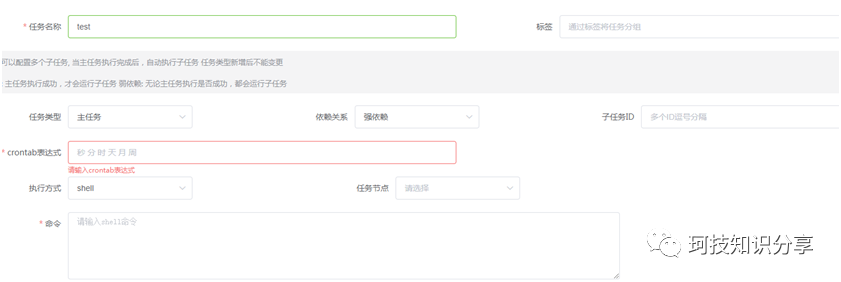 * 任务名称 test 标签 通过标签将任务分组
可以配置多个子任务, 当主任务执行完成后，自动执行子任务 任务类型新增后不能变更
主任务执行成功，才会运行子任务 弱依赖: 无论主任务执行是否成功，都会运行子任务
任务类型 主任务 依赖关系 强依赖 子任务ID 多个ID逗号分隔
* crontab表达式 秒 分 时 天 月 周
请输入crontab表达式
执行方式 shell 任务节点 请选择
* 命令 请输入shell命令
珂技知识分享